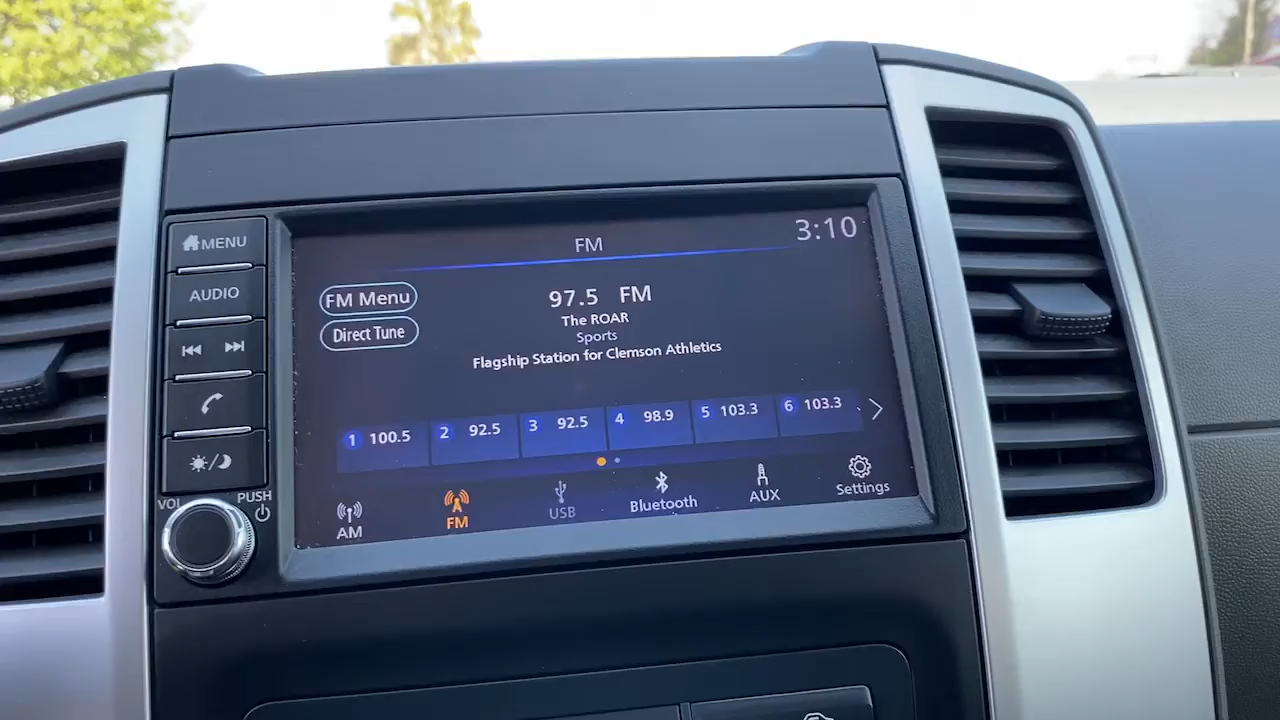 MENU
AUDIO
VOL
PUSH
FM
3:10
FM Menu
Direct Tune
97.5 FM
The ROAR
Sports
Flagship Station for Clemson Athletics
1 100.5
2 92.5
3 92.5
4 98.9
5 103.3
6 103.3
AM
FM
USB
Bluetooth
AUX
Settings